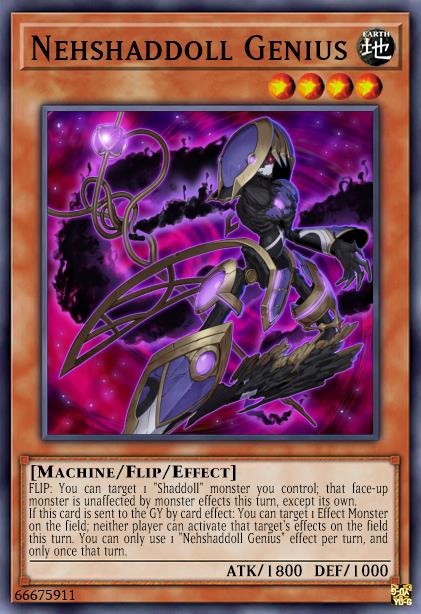 Nehshaddoll Genius
EARTH
地
[Machine/Flip/Effect]
FLIP: You can target 1 "Shaddoll" monster you control; that face-up
monster is unaffected by monster effects this turn, except its own.
If this card is sent to the GY by card effect: You can target 1 Effect Monster
on the field; neither player can activate that target's effects on the field
this turn. You can only use 1 "Nehshaddoll Genius" effect per turn, and
only once that turn.
ATK/1800 DEF/1000
66675911